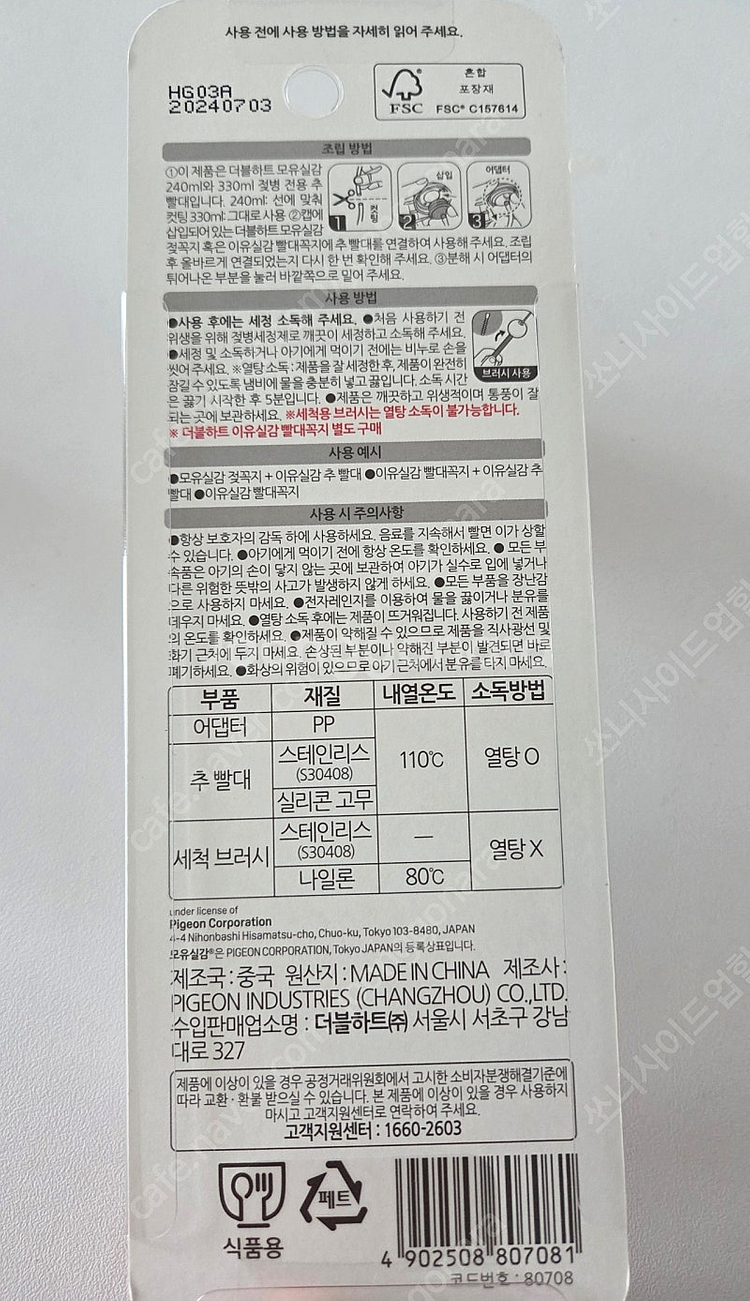 사용 전에 사용 방법을 자세히 읽어 주세요.
HG03A
20240703
FSC
혼합
포장재
FSC® C157614
조립 방법
①이 제품은 더블하트 모유실감
240ml와 330ml 젖병 전용 추
빨대입니다. 240ml: 선에 맞춰
컷팅 330ml:그대로 사용 ②캡에
삽입되어 있는 더블하트 모유실감
젖꼭지 혹은 이유실감 빨대꼭지에 추 빨대를 연결하여 사용해 주세요. 조립
후 올바르게 연결되었는지 다시 한 번 확인해 주세요. ③분해 시 어댑터의
튀어나온 부분을 눌러 바깥쪽으로 밀어 주세요.
1 컷팅
2 삽입
3 어댑터
사용 방법
●사용 후에는 세정 소독해 주세요. ●처음 사용하기 전
위생을 위해 젖병세정제로 깨끗이 세정하고 소독해 주세요.
●세정 및 소독하거나 아기에게 먹이기 전에는 비누로 손을
씻어 주세요. ※열탕 소독 : 제품을 잘 세정한 후, 제품이 완전히
잠길 수 있도록 냄비에 물을 충분히 넣고 끓입니다. 소독 시간
은 끓기 시작한 후 5분입니다. ●제품은 깨끗하고 위생적이며 통풍이 잘
되는 곳에 보관하세요. ※세척용 브러시는 열탕 소독이 불가능합니다.
※ 더블하트 이유실감 빨대꼭지 별도 구매
브러시 사용
사용 예시
●모유실감 젖꼭지 + 이유실감 추 빨대 ●이유실감 빨대꼭지 + 이유실감 추
빨대 ●이유실감 빨대꼭지
사용 시 주의사항
●항상 보호자의 감독 하에 사용하세요. 음료를 지속해서 빨면 이가 상할
수 있습니다. ●아기에게 먹이기 전에 항상 온도를 확인하세요. ● 모든 부
속품은 아기의 손이 닿지 않는 곳에 보관하여 아기가 실수로 입에 넣거나
다른 위험한 뜻밖의 사고가 발생하지 않게 하세요. ●모든 부품을 장난감
으로 사용하지 마세요. ●전자레인지를 이용하여 물을 끓이거나 분유를
데우지 마세요. ●열탕 소독 후에는 제품이 뜨거워집니다. 사용하기 전 제품
의 온도를 확인하세요. ●제품이 약해질 수 있으므로 제품을 직사광선 및
화기 근처에 두지 마세요. 손상된 부분이나 약해진 부분이 발견되면 바로
폐기하세요. ●화상의 위험이 있으므로 아기 근처에서 분유를 타지 마세요.
부품 재질 내열온도 소독방법
어댑터 PP 110℃ 열탕 O
추 빨대 스테인리스
(S30408)
실리콘 고무
세척 브러시 스테인리스
(S30408) — 열탕 X
나일론 80℃
under license of
Pigeon Corporation
4-4 Nihonbashi Hisamatsu-cho, Chuo-ku, Tokyo 103-8480, JAPAN
모유실감®은 PIGEON CORPORATION, Tokyo JAPAN의 등록상표입니다.
제조국 : 중국 원산지 : MADE IN CHINA 제조사 :
PIGEON INDUSTRIES (CHANGZHOU) CO.,LTD.
수입판매업소명 : 더블하트㈜ 서울시 서초구 강남
대로 327
제품에 이상이 있을 경우 공정거래위원회에서 고시한 소비자분쟁해결기준에
따라 교환 · 환불 받으실 수 있습니다. 본 제품에 이상이 있을 경우 사용하지
마시고 고객지원센터로 연락하여 주세요.
고객지원센터 : 1660-2603
식품용
페트
4 902508 807081
코드번호 : 80708